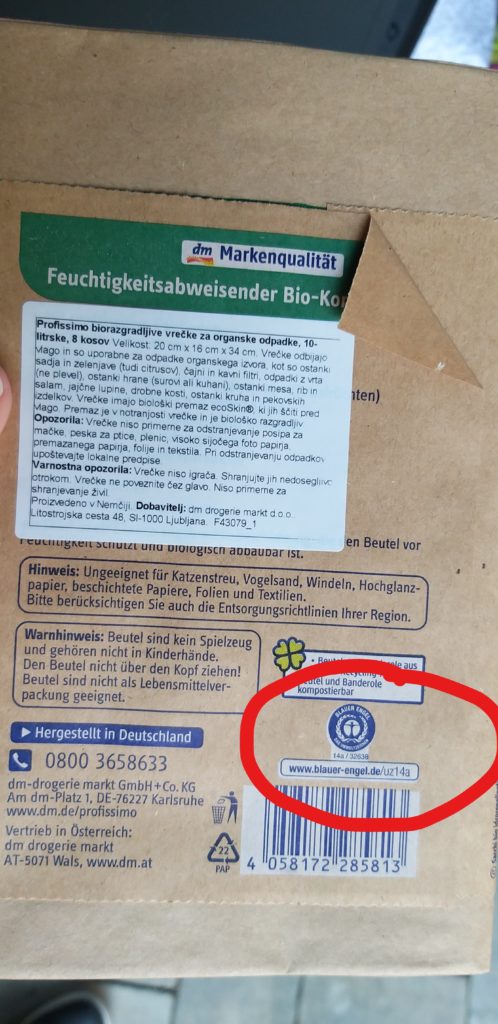 dm Markenqualität
Feuchtigkeitsabweisender
Profissimo biorazgradljive vrečke za organske odpadke, 10-
litrske, 8 kosov Velikost: 20 cm x 16 cm x 34 cm. Vrečke odbijajo
vlago in so uporabne za odpadke organskega izvora, kot so ostanki
sadja in zelenjave (tudi citrusov), čajni in kavni filtri, odpadki z vrta
(ne plevel), ostanki hrane (surovi ali kuhani), ostanki mesa, rib in
salam, jajčne lupine, drobne kosti, ostanki kruha in pekovskih
izdelkov. Vrečke imajo biološki premaz ecoSkin®, ki jih ščiti pred
vlago. Premaz je v notranjosti vrečke in je biološko razgradljiv.
Opozorila: Vrečke niso primerne za odstranjevanje posipa za
mačke, peska za ptice, plenic, visoko sijočega foto papirja,
premazanega papirja, folije in tekstila. Pri odstranjevanju odpadkov
upoštevajte lokalne predpise.
Varnostna opozorila: Vrečke niso igrača. Shranjujte jih nedosegljivo
otrokom. Vrečke ne poveznite čez glavo. Niso primerne za
shranjevanje živil.
Proizvedeno v Nemčiji. Dobavitelj: dm drogerie markt d.o.o.
Litostrojska cesta 48, SI-1000 Ljubljana. F43079_1
en Beutel vor
Feuchtigkeit schützt und biologisch abbaubar ist.
Hinweis: Ungeeignet für Katzenstreu, Vogelsand, Windeln, Hochglanz-
papier, beschichtete Papiere, Folien und Textilien.
Bitte berücksichtigen Sie auch die Entsorgungsrichtlinien Ihrer Region.
Warnhinweis: Beutel sind kein Spielzeug
und gehören nicht in Kinderhände.
Den Beutel nicht über den Kopf ziehen!
Beutel sind nicht als Lebensmittelver-
packung geeignet.
aus
Beutel und Banderole
kompostierbar
BLAUER ENGEL
14a / 32638
www.blauer-engel.de/uz14a
Hergestellt in Deutschland
0800 3658633
dm-drogerie markt GmbH + Co. KG
Am dm-Platz 1, DE-76227 Karlsruhe
www.dm.de/profissimo
Vertrieb in Österreich:
dm drogerie markt
AT-5071 Wals, www.dm.at
22
PAP
4 058172 285813